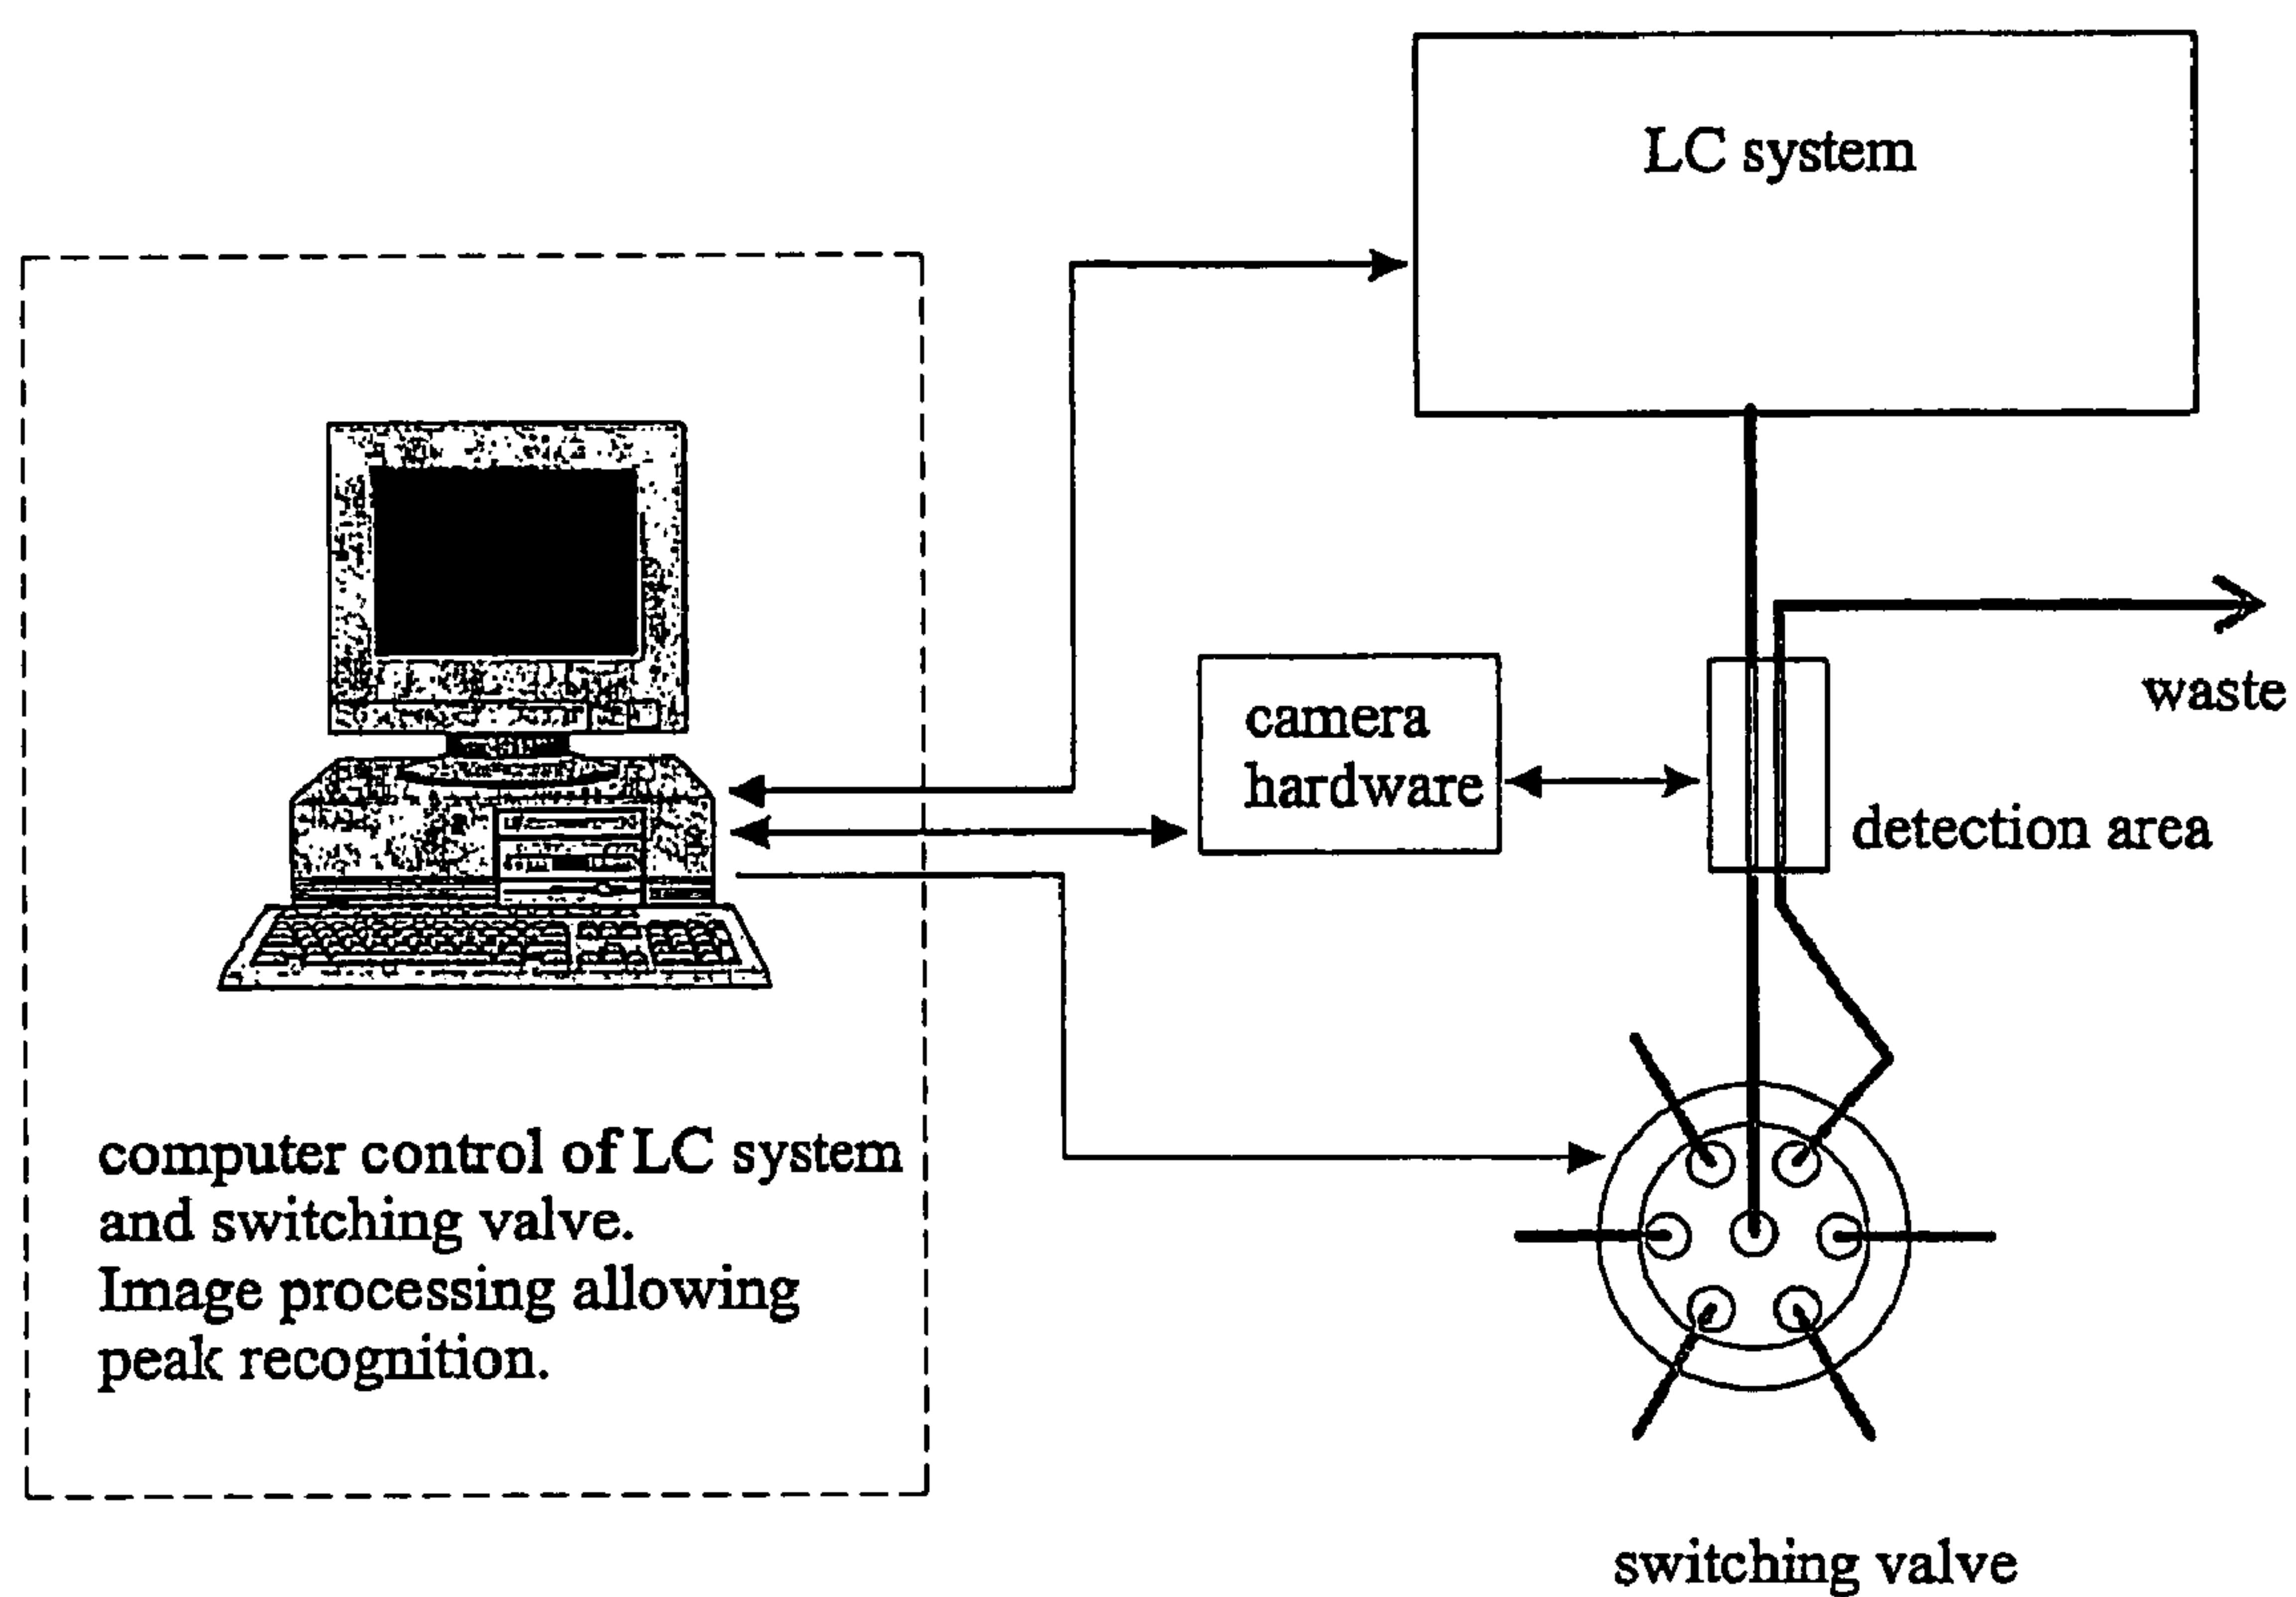 LC system
waste
camera
hardware
detection area
computer control of LC system
and switching valve.
Image processing allowing
peak recognition.
switching valve